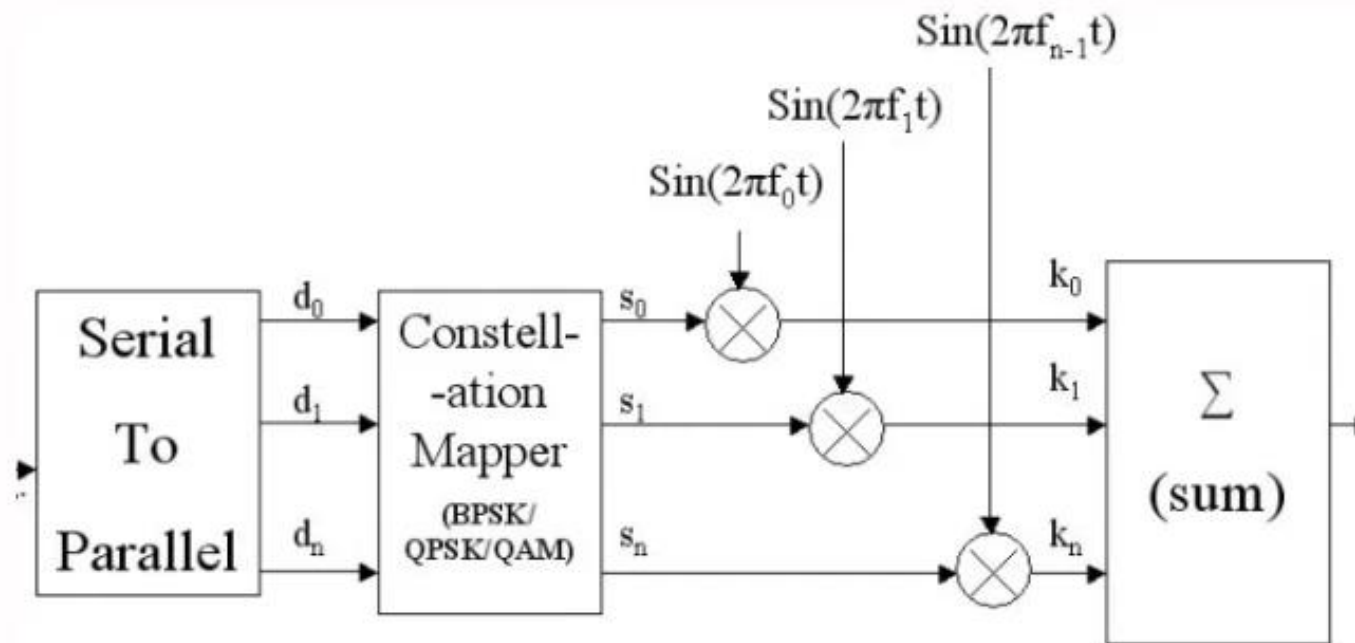 Sin(2πfₙ₋₁t)
Sin(2πf₁t)
Sin(2πf₀t)
Serial
To
Parallel
d₀
d₁
dₙ
Constell-
-ation
Mapper
(BPSK/
QPSK/QAM)
s₀
s₁
sₙ
k₀
k₁
kₙ
Σ
(sum)